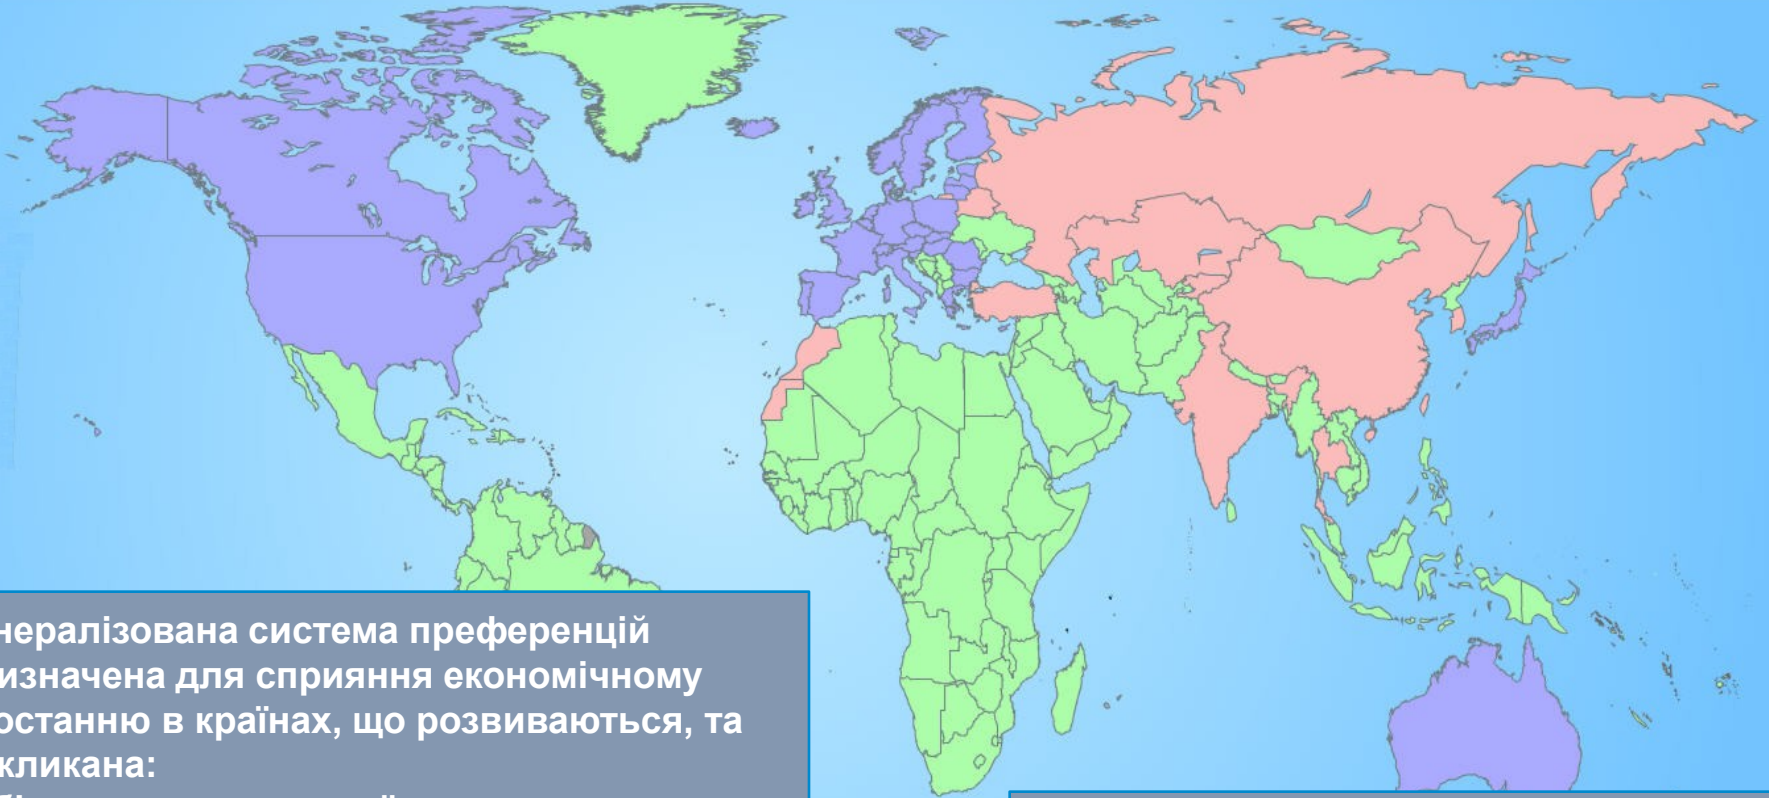 нералізована система преференцій
изначена для сприяння економічному
останню в країнах, що розвиваються, та
кликана: